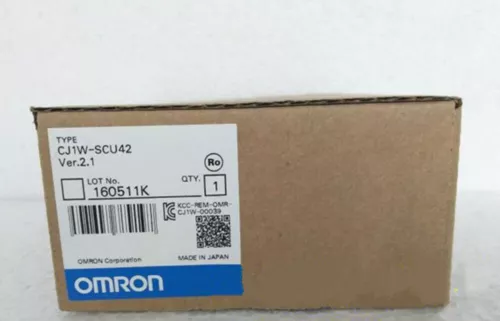 TYPE
CJ1W-SCU42
Ver.2.1
Ro
LOT No. QTY.
160511K 1
KCC-REM-OMR-
CJ1W-00039
OMRON Corporation MADE IN JAPAN
OMRON